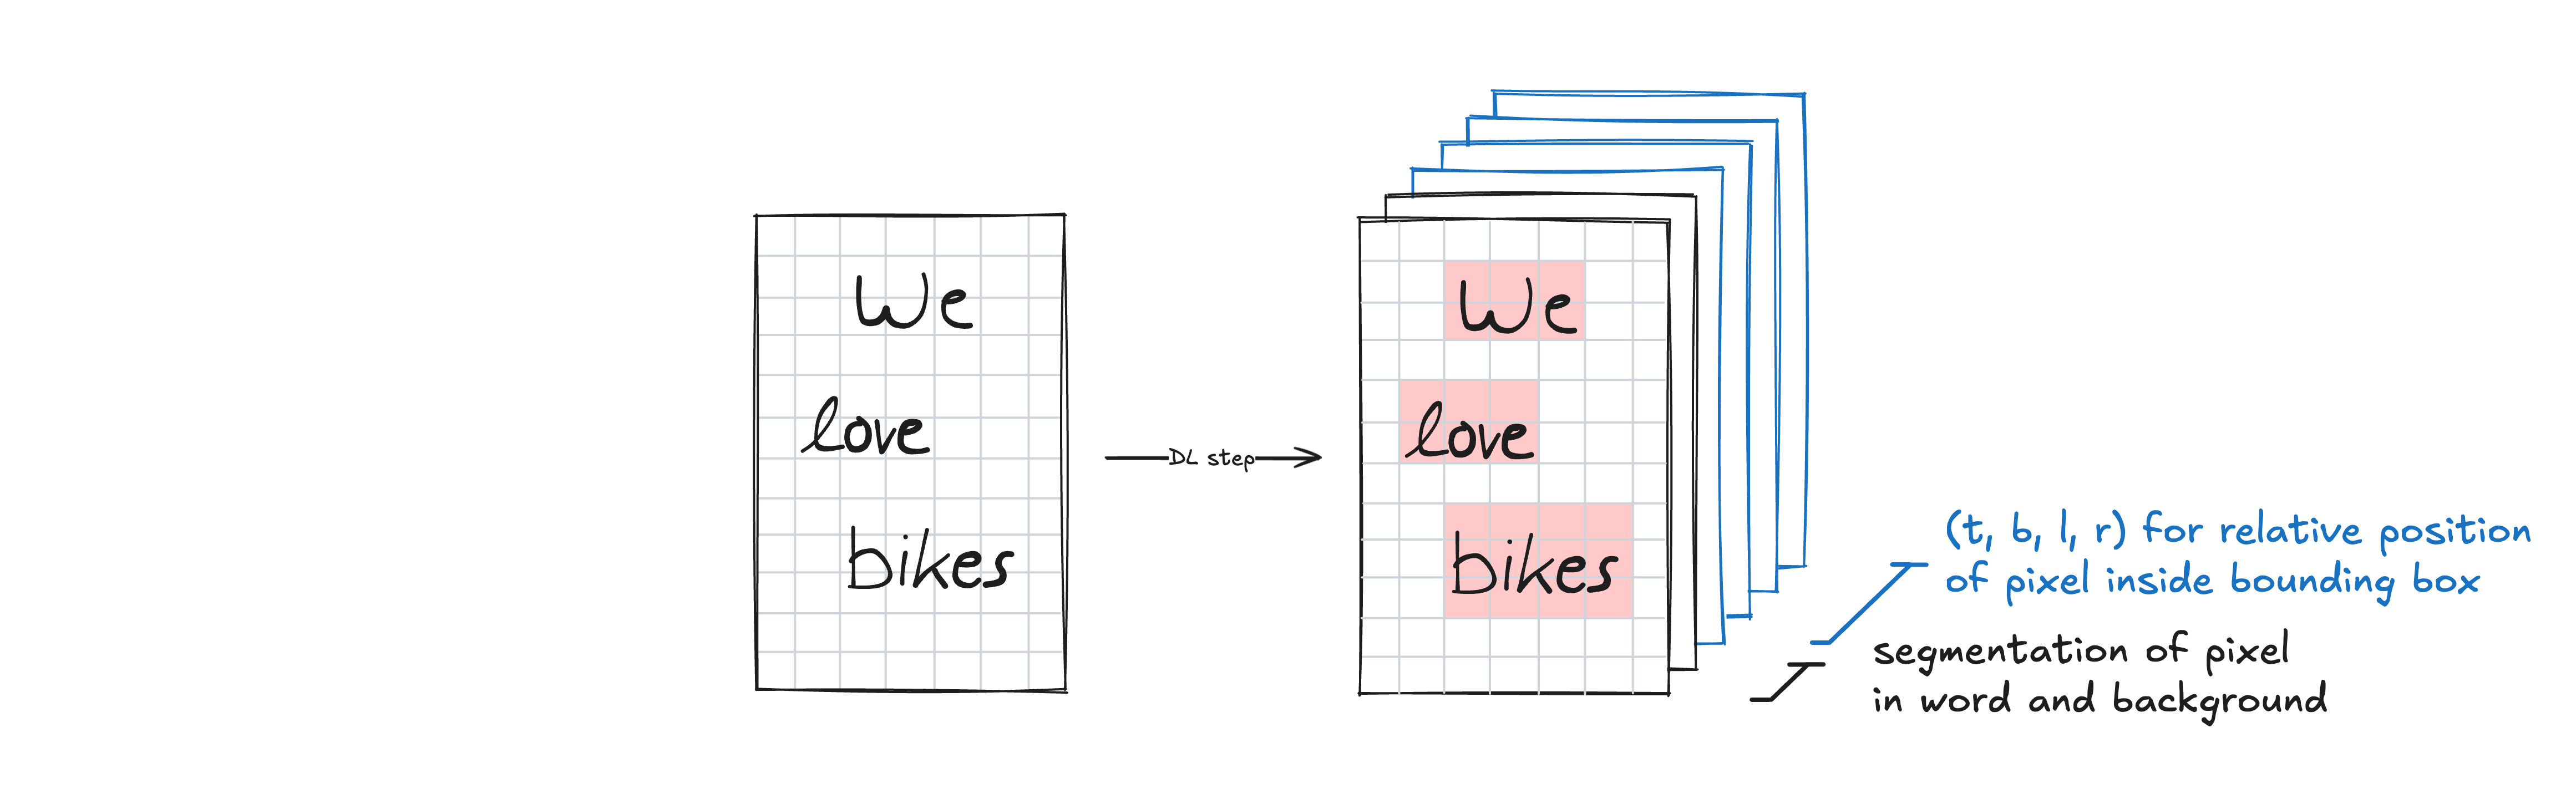 We
love
bikes
DL step
We
love
bikes
(t, b, l, r) for relative position
of pixel inside bounding box
segmentation of pixel
in word and background